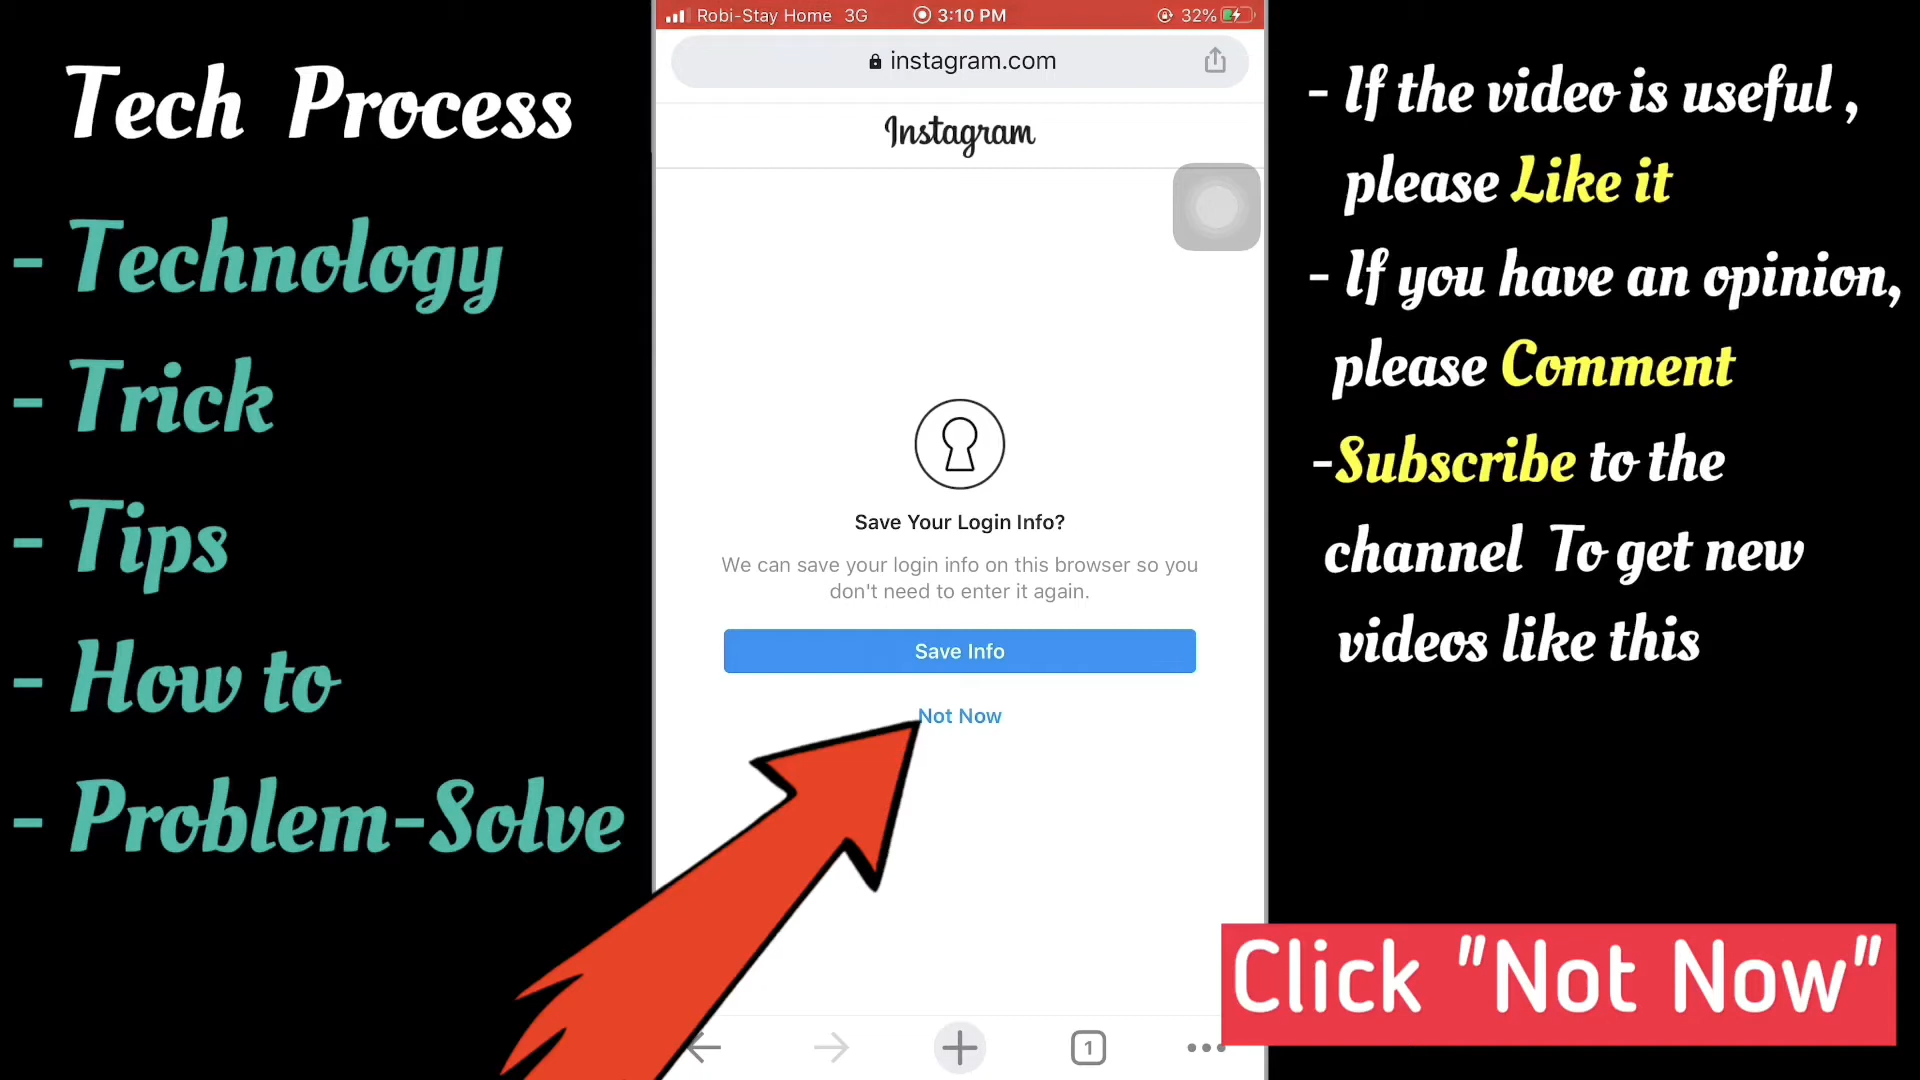 Tech Process
- Technology
- Trick
- Tips
- How to
- Problem-Solve
Robi-Stay Home 3G 3:10 PM 32%
instagram.com
Instagram
Save Your Login Info?
We can save your login info on this browser so you
don't need to enter it again.
Save Info
Not Now
1
- If the video is useful ,
please Like it
- If you have an opinion,
please Comment
-Subscribe to the
channel To get new
videos like this
Click "Not Now"